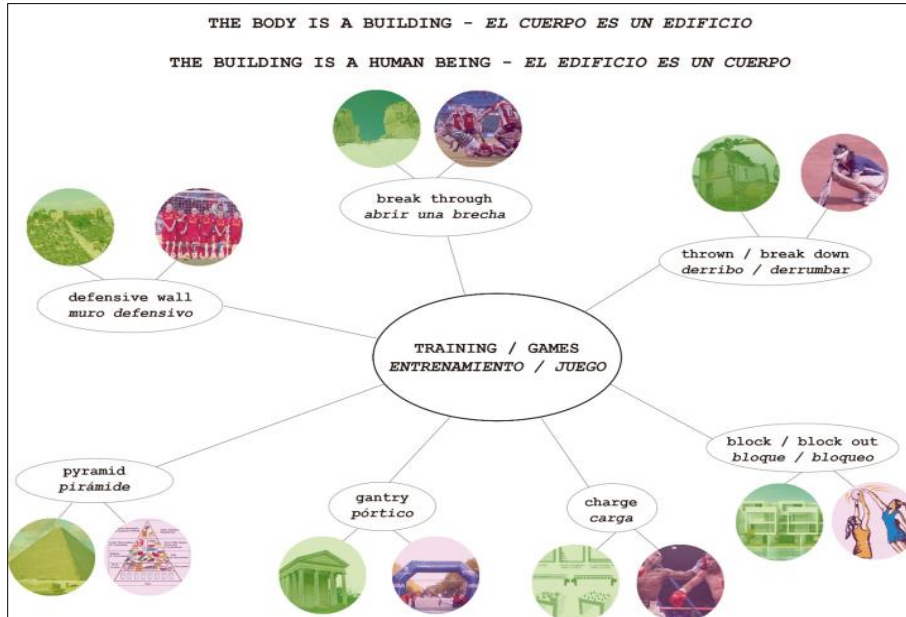 THE BODY IS A BUILDING - EL CUERPO ES UN EDIFICIO
THE BUILDING IS A HUMAN BEING - EL EDIFICIO ES UN CUERPO
break through
abrir una brecha
thrown / break down
derribo / derrumbar
defensive wall
muro defensivo
TRAINING / GAMES
ENTRENAMIENTO / JUEGO
block / block out
bloque / bloqueo
pyramid
pirámide
gantry
pórtico
charge
carga